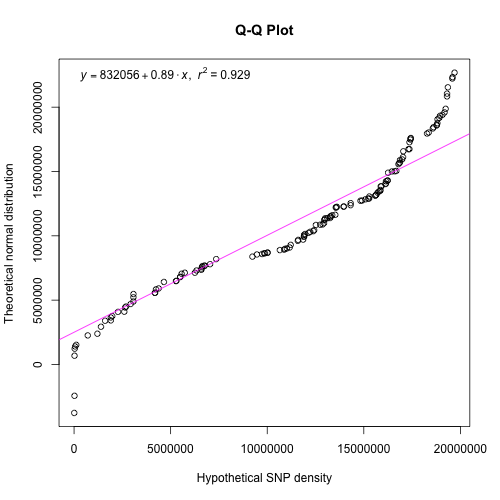 Q-Q Plot
y = 832056 + 0.89 · x, r² = 0.929
Theoretical normal distribution
20000000
15000000
10000000
5000000
0
0 5000000 10000000 15000000 20000000
Hypothetical SNP density